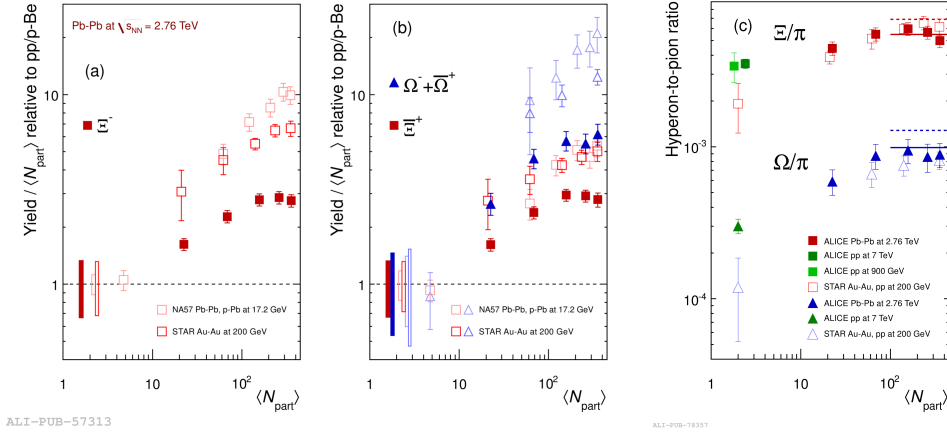 Pb-Pb at √sNN = 2.76 TeV
(a)
Ξ⁻
Yield / ⟨Npart⟩ relative to pp/p-Be
10
1
NA57 Pb-Pb, p-Pb at 17.2 GeV
STAR Au-Au at 200 GeV
1 10 10²
⟨Npart⟩
ALI-PUB-57313
(b)
Ω⁻+Ω̅⁺
Ξ̅⁺
Yield / ⟨Npart⟩ relative to pp/p-Be
10
1
NA57 Pb-Pb, p-Pb at 17.2 GeV
STAR Au-Au at 200 GeV
1 10 10²
⟨Npart⟩
(c)
Ξ/π
Hyperon-to-pion ratio
10⁻³
Ω/π
ALICE Pb-Pb at 2.76 TeV
ALICE pp at 7 TeV
ALICE pp at 900 GeV
STAR Au-Au, pp at 200 GeV
ALICE Pb-Pb at 2.76 TeV
ALICE pp at 7 TeV
STAR Au-Au, pp at 200 GeV
10⁻⁴
1 10 10²
⟨Npart⟩
ALI-PUB-78357